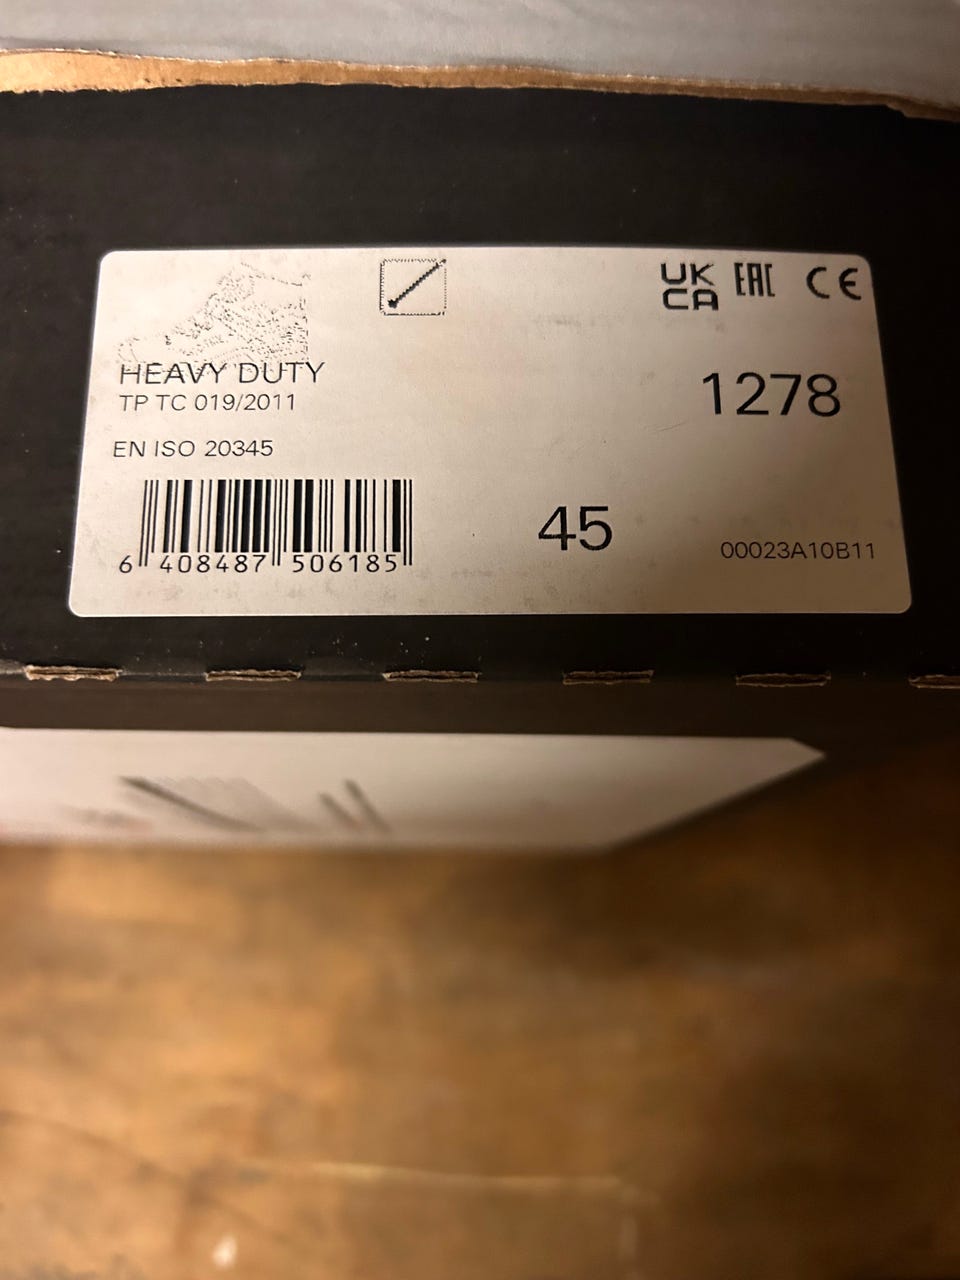 UK
CA
EAC
CE
HEAVY DUTY
TP TC 019/2011
1278
EN ISO 20345
45
00023A10B11
6 408487 506185